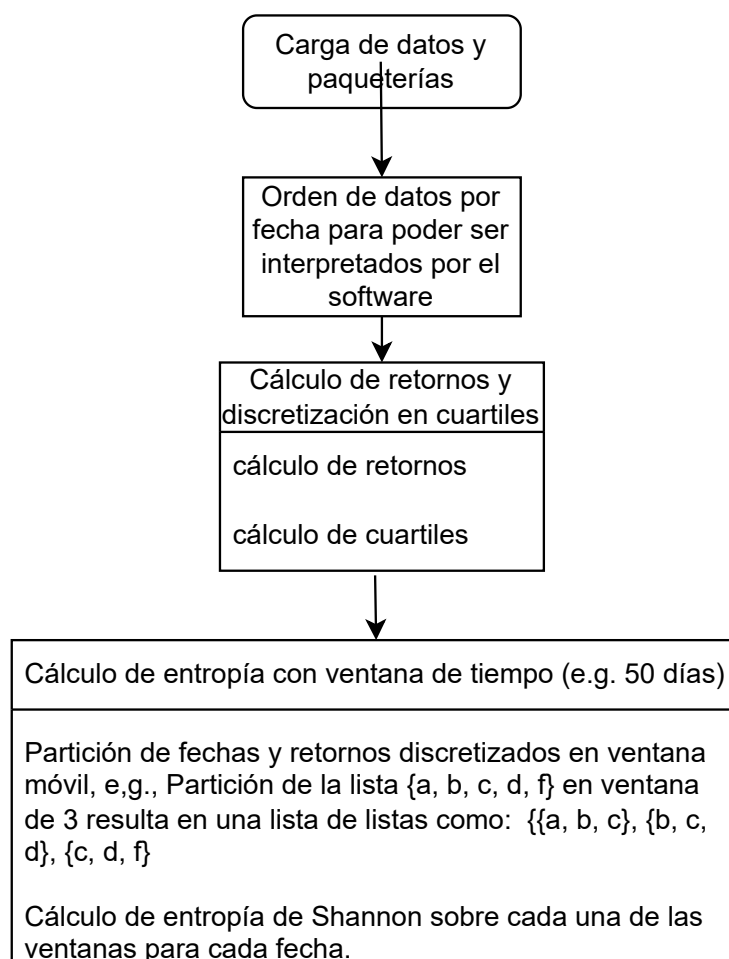 Carga de datos y
paqueterías
Orden de datos por
fecha para poder ser
interpretados por el
software
Cálculo de retornos y
discretización en cuartiles
cálculo de retornos
cálculo de cuartiles
Cálculo de entropía con ventana de tiempo (e.g. 50 días)
Partición de fechas y retornos discretizados en ventana
móvil, e,g., Partición de la lista {a, b, c, d, f} en ventana
de 3 resulta en una lista de listas como:  {{a, b, c}, {b, c,
d}, {c, d, f}
Cálculo de entropía de Shannon sobre cada una de las
ventanas para cada fecha.